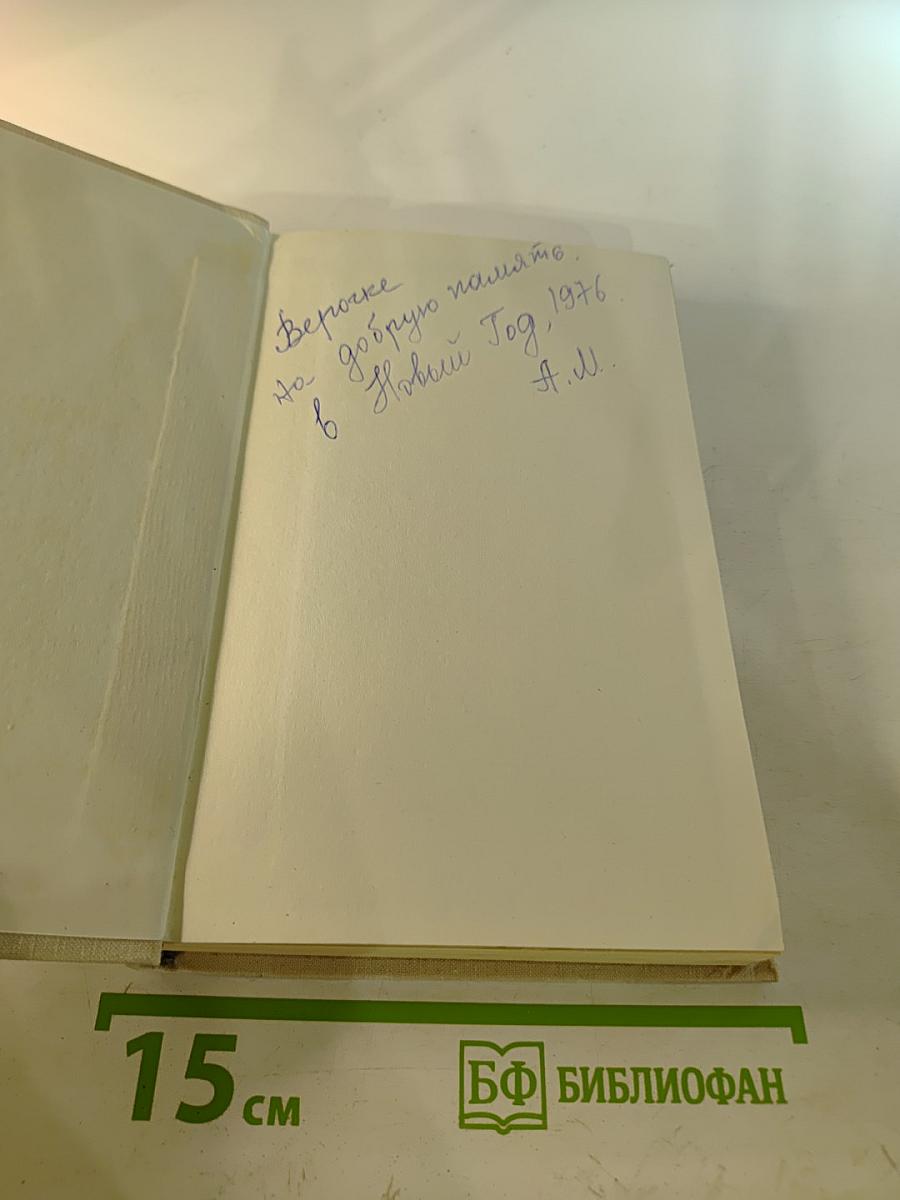 Верочке
на добрую память.
в Новый Год, 1976.
А.М.
15 см
БФ БИБЛИОФАН